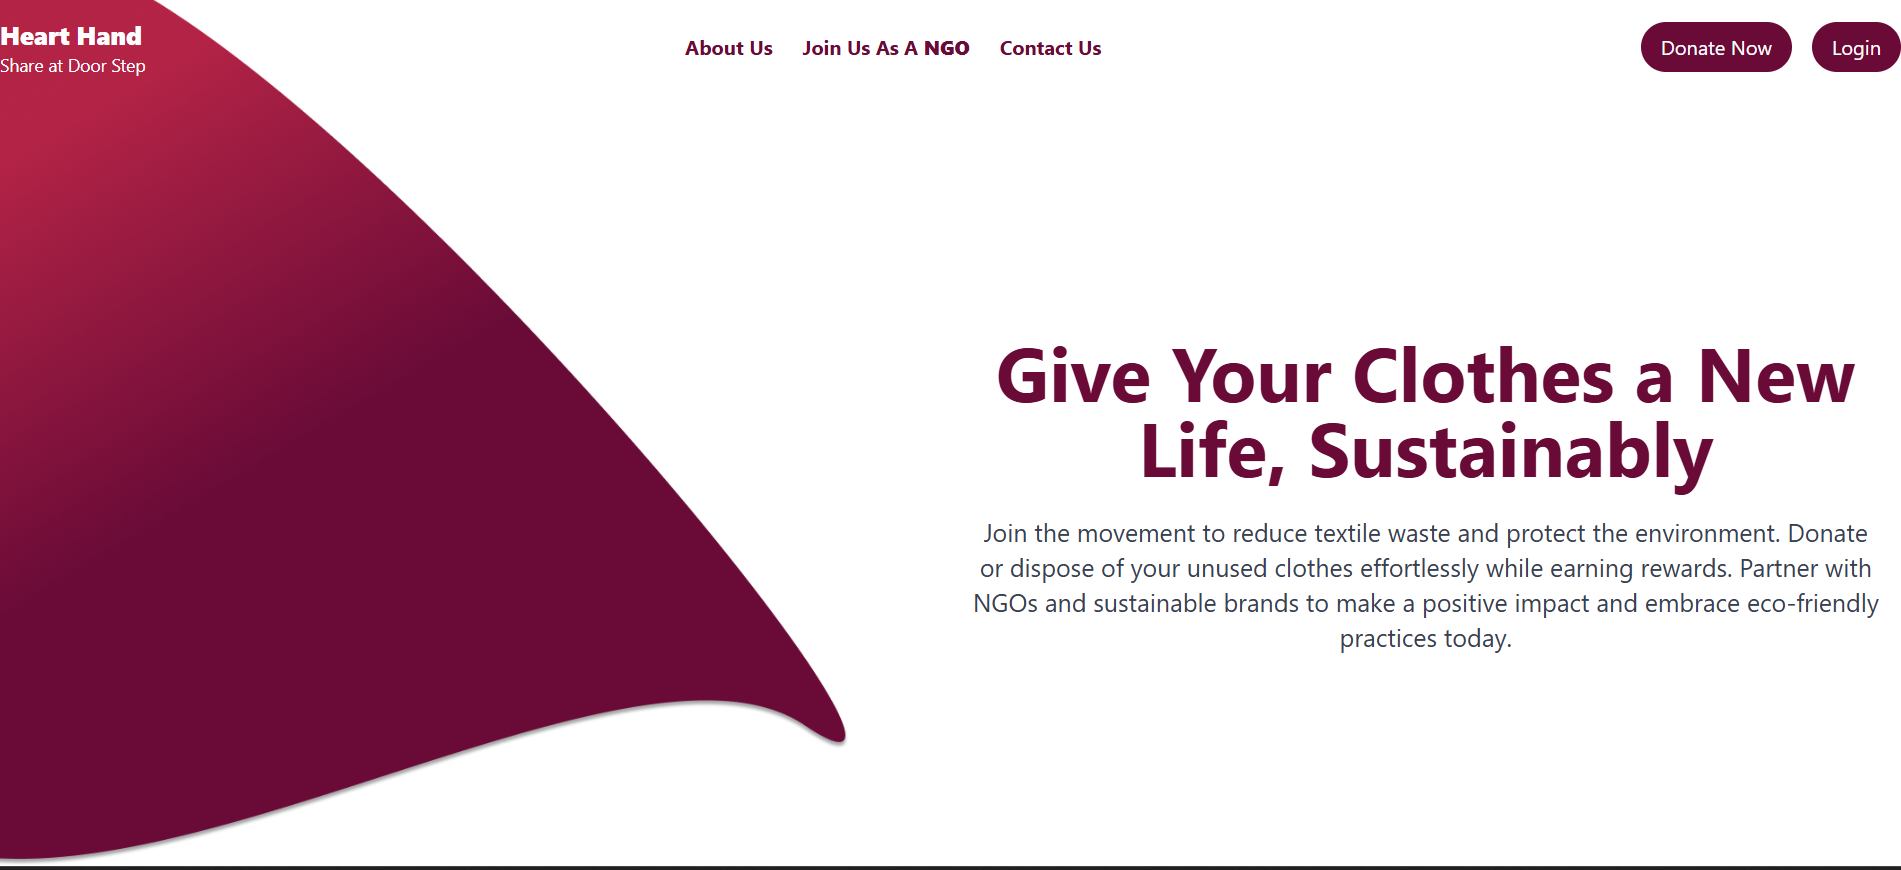 Heart Hand
Share at Door Step
About Us
Join Us As A NGO
Contact Us
Donate Now
Login
Give Your Clothes a New
Life, Sustainably
Join the movement to reduce textile waste and protect the environment. Donate
or dispose of your unused clothes effortlessly while earning rewards. Partner with
NGOs and sustainable brands to make a positive impact and embrace eco-friendly
practices today.